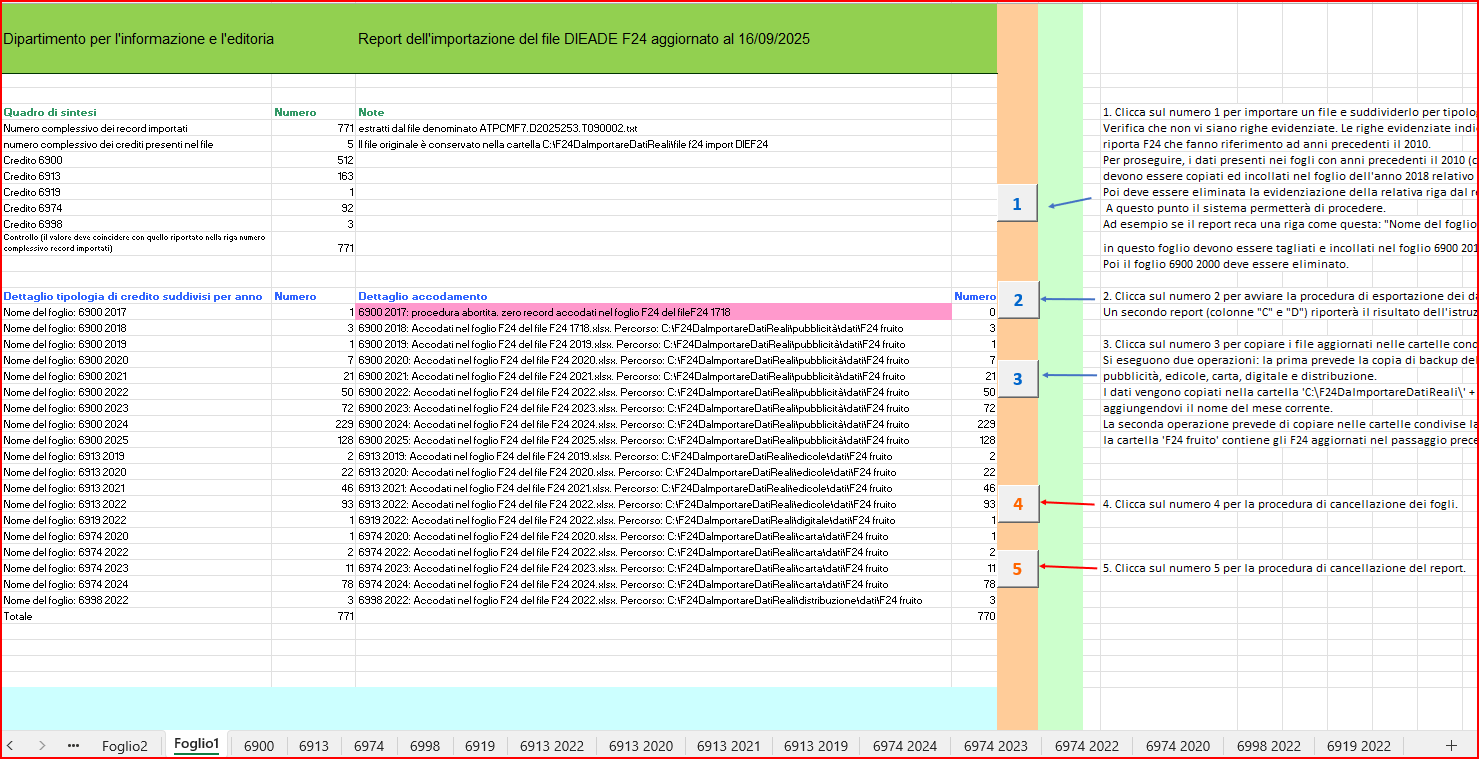 Dipartimento per l'informazione e l'editoria Report dell'importazione del file DIEADE F24 aggiornato al 16/09/2025
Quadro di sintesi Numero Note
Numero complessivo dei record importati 771 estratti dal file denominato ATPCMF7.D2025253.T090002.txt
numero complessivo dei crediti presenti nel file 5 Il file originale è conservato nella cartella C:\F24DaImportareDatiReali\file f24 import DIEF24
Credito 6900 512
Credito 6913 163
Credito 6919 1
Credito 6974 92
Credito 6998 3
Controllo (il valore deve coincidere con quello riportato nella riga numero
complessivo record importati) 771
Dettaglio tipologia di credito suddivisi per anno Numero Dettaglio accodamento Numero
Nome del foglio: 6900 2017 1 6900 2017: procedura abortita. zero record accodati nel foglio F24 del fileF24 1718 0
Nome del foglio: 6900 2018 3 6900 2018: Accodati nel foglio F24 del file F24 1718.xlsx. Percorso: C:\F24DaImportareDatiReali\pubblicità\dati\F24 fruito 3
Nome del foglio: 6900 2019 1 6900 2019: Accodati nel foglio F24 del file F24 2019.xlsx. Percorso: C:\F24DaImportareDatiReali\pubblicità\dati\F24 fruito 1
Nome del foglio: 6900 2020 7 6900 2020: Accodati nel foglio F24 del file F24 2020.xlsx. Percorso: C:\F24DaImportareDatiReali\pubblicità\dati\F24 fruito 7
Nome del foglio: 6900 2021 21 6900 2021: Accodati nel foglio F24 del file F24 2021.xlsx. Percorso: C:\F24DaImportareDatiReali\pubblicità\dati\F24 fruito 21
Nome del foglio: 6900 2022 50 6900 2022: Accodati nel foglio F24 del file F24 2022.xlsx. Percorso: C:\F24DaImportareDatiReali\pubblicità\dati\F24 fruito 50
Nome del foglio: 6900 2023 72 6900 2023: Accodati nel foglio F24 del file F24 2023.xlsx. Percorso: C:\F24DaImportareDatiReali\pubblicità\dati\F24 fruito 72
Nome del foglio: 6900 2024 229 6900 2024: Accodati nel foglio F24 del file F24 2024.xlsx. Percorso: C:\F24DaImportareDatiReali\pubblicità\dati\F24 fruito 229
Nome del foglio: 6900 2025 128 6900 2025: Accodati nel foglio F24 del file F24 2025.xlsx. Percorso: C:\F24DaImportareDatiReali\pubblicità\dati\F24 fruito 128
Nome del foglio: 6913 2019 2 6913 2019: Accodati nel foglio F24 del file F24 2019.xlsx. Percorso: C:\F24DaImportareDatiReali\edicole\dati\F24 fruito 2
Nome del foglio: 6913 2020 22 6913 2020: Accodati nel foglio F24 del file F24 2020.xlsx. Percorso: C:\F24DaImportareDatiReali\edicole\dati\F24 fruito 22
Nome del foglio: 6913 2021 46 6913 2021: Accodati nel foglio F24 del file F24 2021.xlsx. Percorso: C:\F24DaImportareDatiReali\edicole\dati\F24 fruito 46
Nome del foglio: 6913 2022 93 6913 2022: Accodati nel foglio F24 del file F24 2022.xlsx. Percorso: C:\F24DaImportareDatiReali\edicole\dati\F24 fruito 93
Nome del foglio: 6919 2022 1 6919 2022: Accodati nel foglio F24 del file F24 2022.xlsx. Percorso: C:\F24DaImportareDatiReali\digitale\dati\F24 fruito 1
Nome del foglio: 6974 2020 1 6974 2020: Accodati nel foglio F24 del file F24 2020.xlsx. Percorso: C:\F24DaImportareDatiReali\carta\dati\F24 fruito 1
Nome del foglio: 6974 2022 2 6974 2022: Accodati nel foglio F24 del file F24 2022.xlsx. Percorso: C:\F24DaImportareDatiReali\carta\dati\F24 fruito 2
Nome del foglio: 6974 2023 11 6974 2023: Accodati nel foglio F24 del file F24 2023.xlsx. Percorso: C:\F24DaImportareDatiReali\carta\dati\F24 fruito 11
Nome del foglio: 6974 2024 78 6974 2024: Accodati nel foglio F24 del file F24 2024.xlsx. Percorso: C:\F24DaImportareDatiReali\carta\dati\F24 fruito 78
Nome del foglio: 6998 2022 3 6998 2022: Accodati nel foglio F24 del file F24 2022.xlsx. Percorso: C:\F24DaImportareDatiReali\distribuzione\dati\F24 fruito 3
Totale 771 770
1
2
3
4
5
1. Clicca sul numero 1 per importare un file e suddividerlo per tipolo
Verifica che non vi siano righe evidenziate. Le righe evidenziate indi
riporta F24 che fanno riferimento ad anni precedenti il 2010.
Per proseguire, i dati presenti nei fogli con anni precedenti il 2010 (c
devono essere copiati ed incollati nel foglio dell'anno 2018 relativo
Poi deve essere eliminata la evidenziazione della relativa riga dal re
A questo punto il sistema permetterà di procedere.
Ad esempio se il report reca una riga come questa: "Nome del foglio
in questo foglio devono essere tagliati e incollati nel foglio 6900 201
Poi il foglio 6900 2000 deve essere eliminato.
2. Clicca sul numero 2 per avviare la procedura di esportazione dei da
Un secondo report (colonne "C" e "D") riporterà il risultato dell'istruz
3. Clicca sul numero 3 per copiare i file aggiornati nelle cartelle cond
Si eseguono due operazioni: la prima prevede la copia di backup del
pubblicità, edicole, carta, digitale e distribuzione.
I dati vengono copiati nella cartella 'C:\F24DaImportareDatiReali\' +
aggiungendovi il nome del mese corrente.
La seconda operazione prevede di copiare nelle cartelle condivise la
la cartella 'F24 fruito' contiene gli F24 aggiornati nel passaggio prece
4. Clicca sul numero 4 per la procedura di cancellazione dei fogli.
5. Clicca sul numero 5 per la procedura di cancellazione del report.
Foglio2 Foglio1 6900 6913 6974 6998 6919 6913 2022 6913 2020 6913 2021 6913 2019 6974 2024 6974 2023 6974 2022 6974 2020 6998 2022 6919 2022